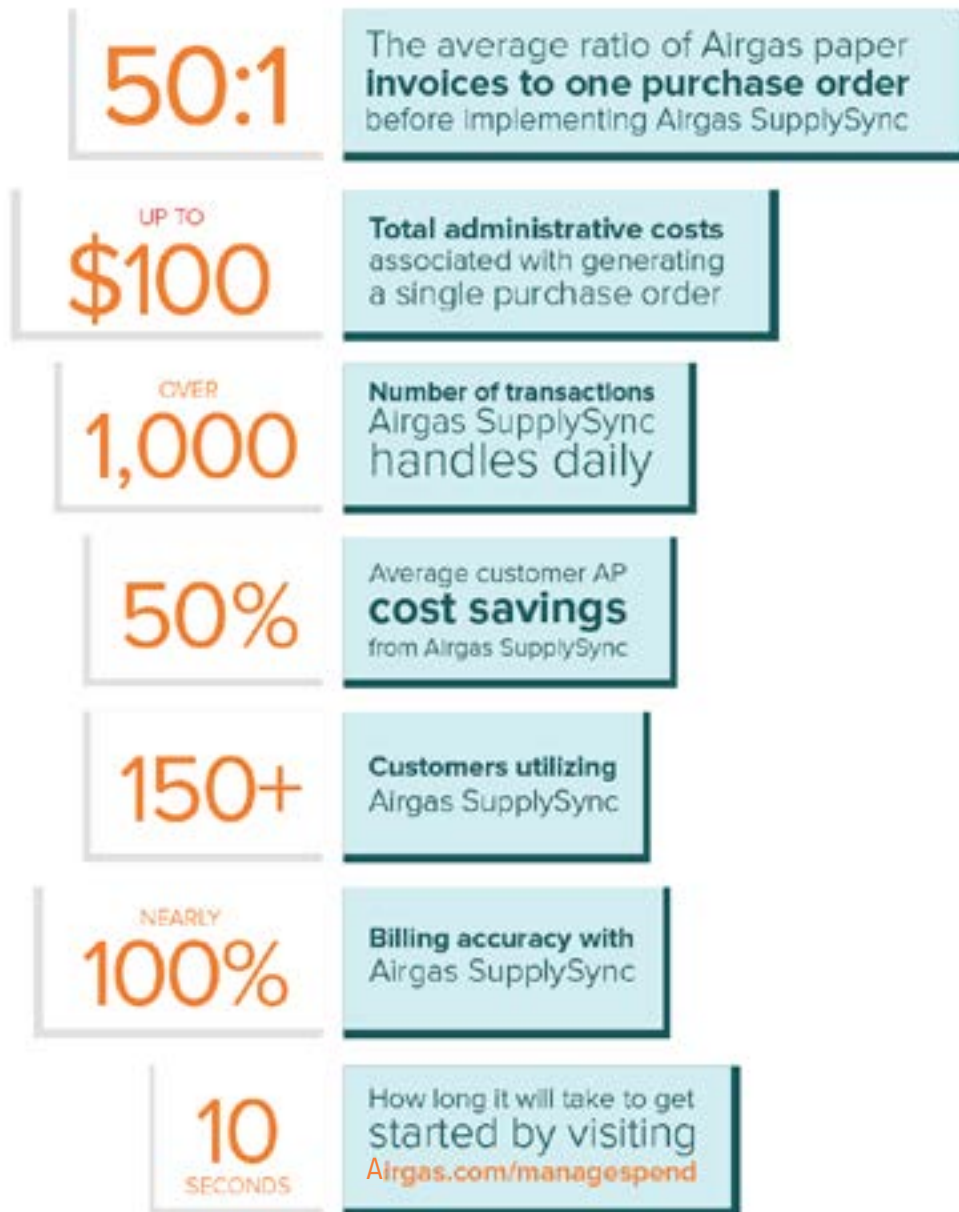 50:1
The average ratio of Airgas paper
invoices to one purchase order
before implementing Airgas SupplySync
UP TO
$100
Total administrative costs
associated with generating
a single purchase order
OVER
1,000
Number of transactions
Airgas SupplySync
handles daily
50%
Average customer AP
cost savings
from Airgas SupplySync
150+
Customers utilizing
Airgas SupplySync
NEARLY
100%
Billing accuracy with
Airgas SupplySync
10
SECONDS
How long it will take to get
started by visiting
Airgas.com/managespend